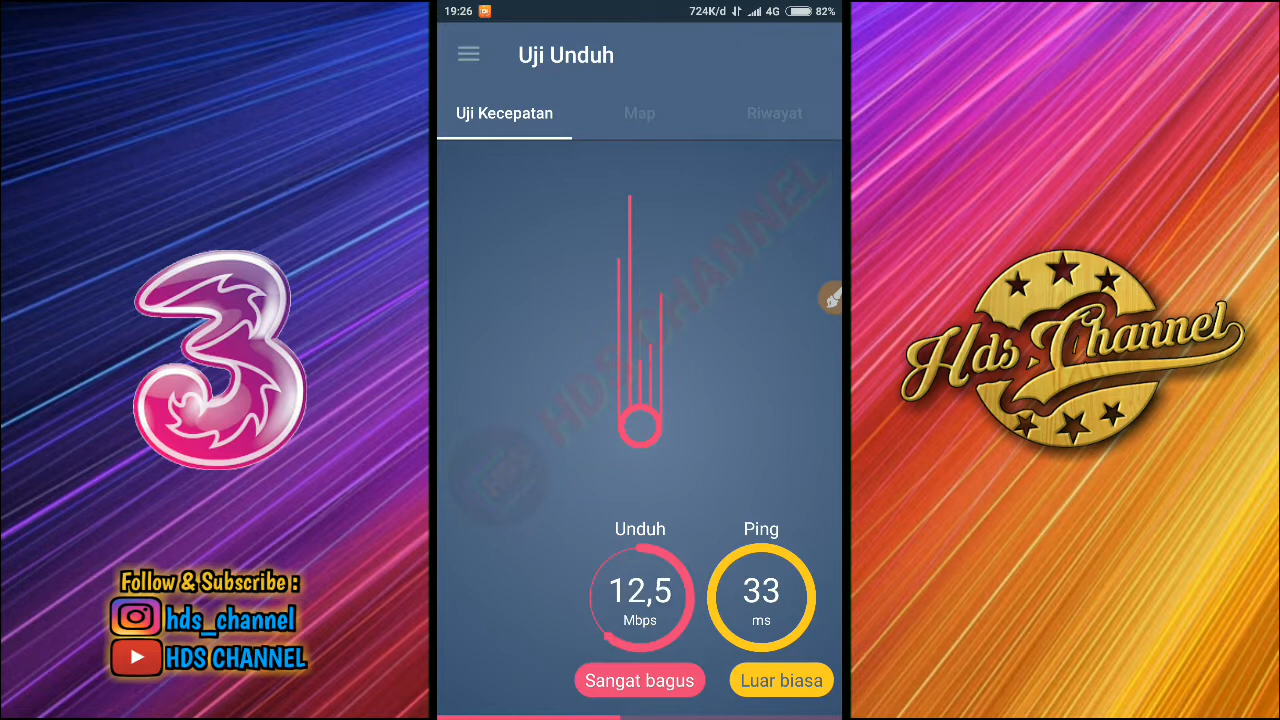 19:26
724K/d 4G 82%
Uji Unduh
Uji Kecepatan Map Riwayat
HDS CHANNEL
Unduh Ping
12,5 33
Mbps ms
Sangat bagus Luar biasa
3
Follow & Subscribe :
hds_channel
HDS CHANNEL
Hds Channel